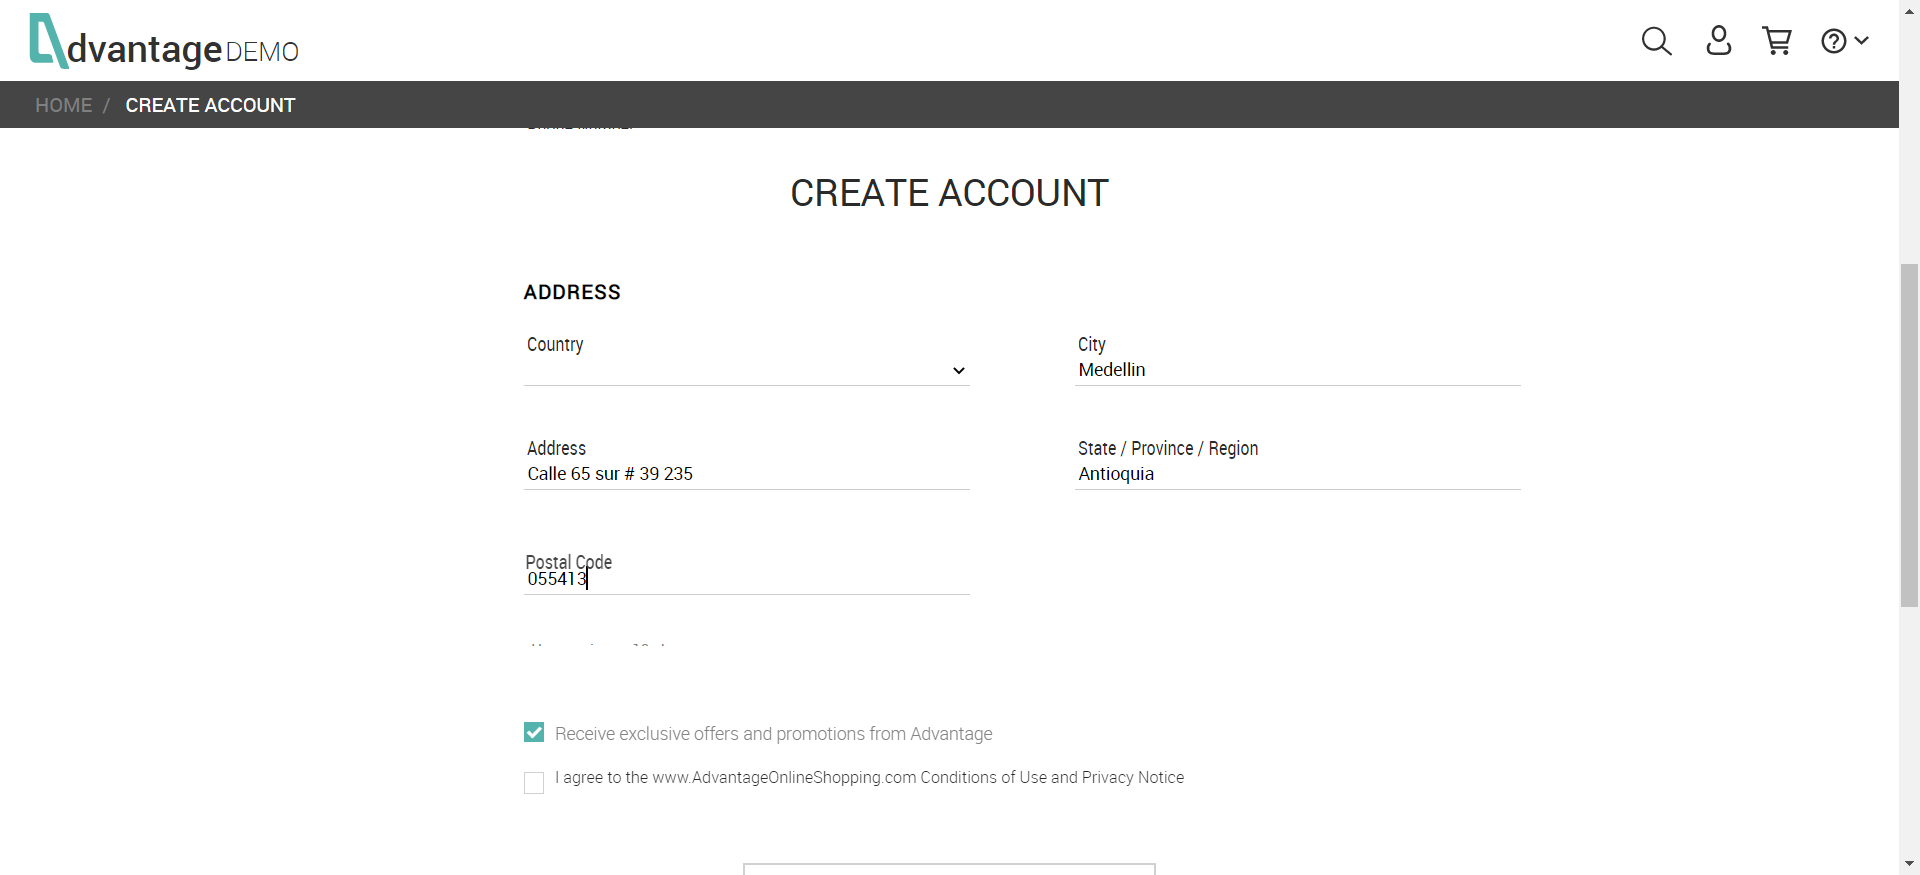 dvantage DEMO
HOME / CREATE ACCOUNT
CREATE ACCOUNT
ADDRESS
Country
City
Medellin
Address
Calle 65 sur # 39 235
State / Province / Region
Antioquia
Postal Code
055413
Receive exclusive offers and promotions from Advantage
I agree to the www.AdvantageOnlineShopping.com Conditions of Use and Privacy Notice